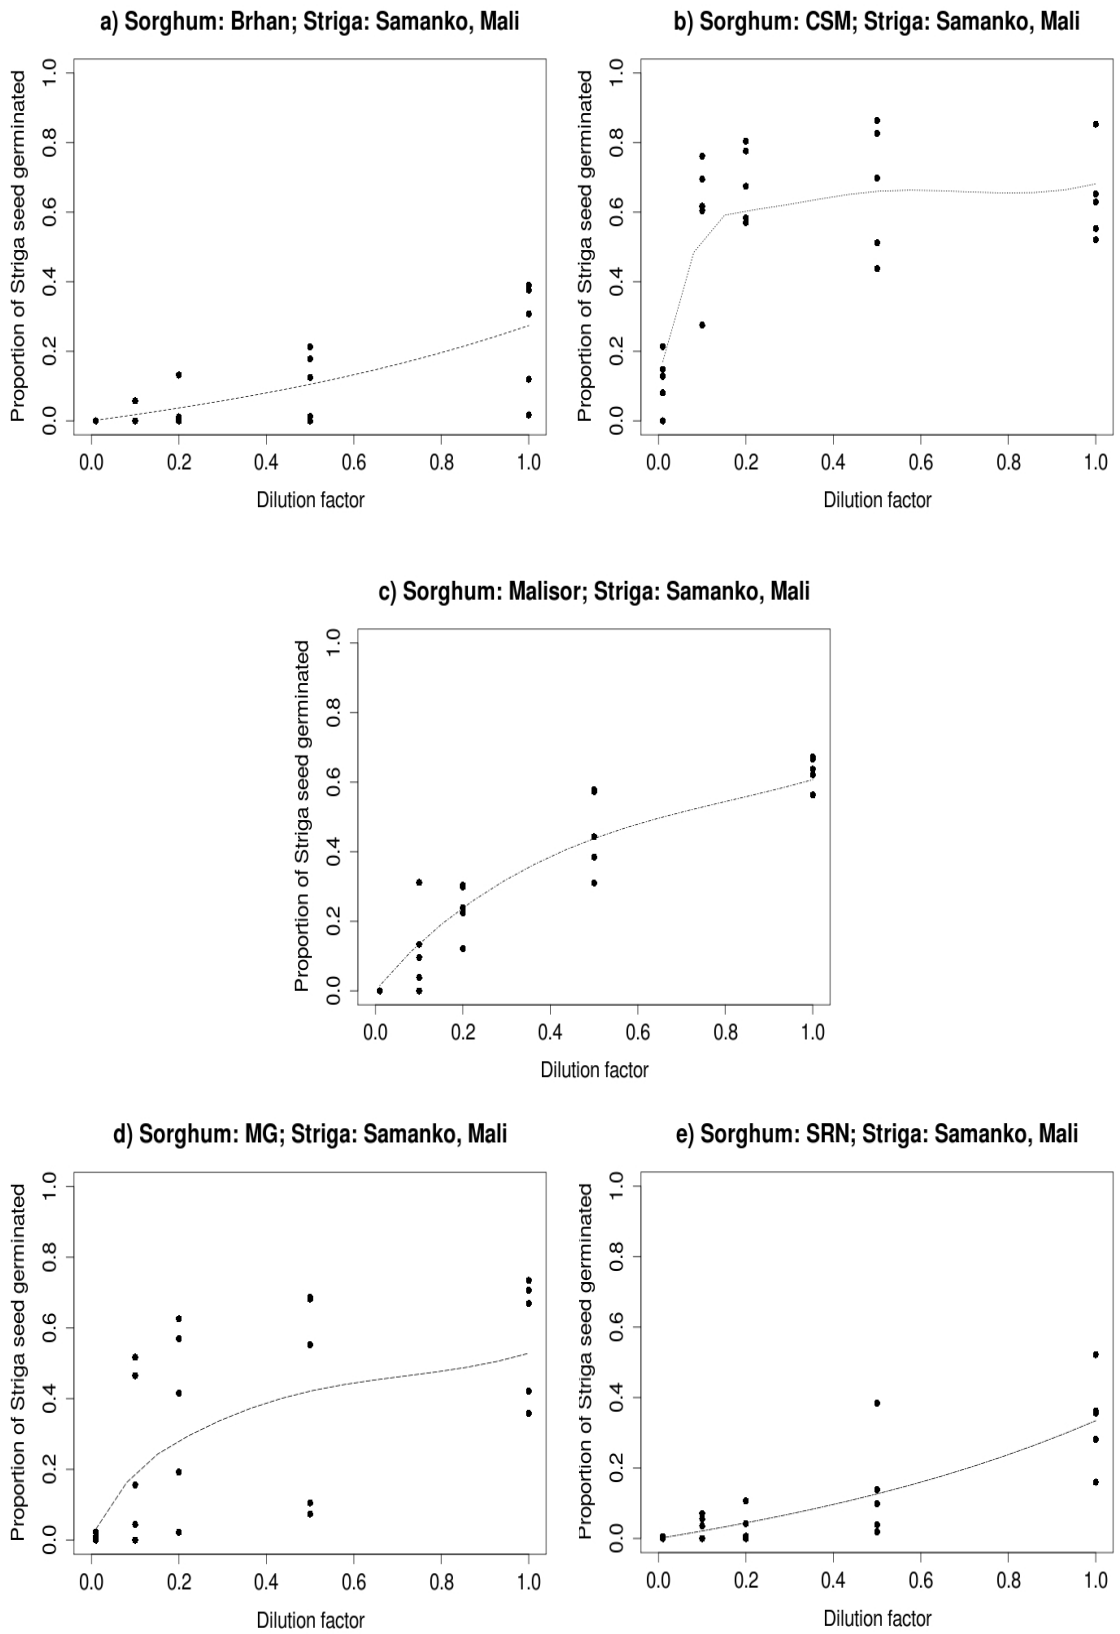 a) Sorghum: Brhan; Striga: Samanko, Mali
Proportion of Striga seed germinated
1.0
0.8
0.6
0.4
0.2
0.0
0.0 0.2 0.4 0.6 0.8 1.0
Dilution factor
b) Sorghum: CSM; Striga: Samanko, Mali
Proportion of Striga seed germinated
1.0
0.8
0.6
0.4
0.2
0.0
0.0 0.2 0.4 0.6 0.8 1.0
Dilution factor
c) Sorghum: Malisor; Striga: Samanko, Mali
Proportion of Striga seed germinated
1.0
0.8
0.6
0.4
0.2
0.0
0.0 0.2 0.4 0.6 0.8 1.0
Dilution factor
d) Sorghum: MG; Striga: Samanko, Mali
Proportion of Striga seed germinated
1.0
0.8
0.6
0.4
0.2
0.0
0.0 0.2 0.4 0.6 0.8 1.0
Dilution factor
e) Sorghum: SRN; Striga: Samanko, Mali
Proportion of Striga seed germinated
1.0
0.8
0.6
0.4
0.2
0.0
0.0 0.2 0.4 0.6 0.8 1.0
Dilution factor